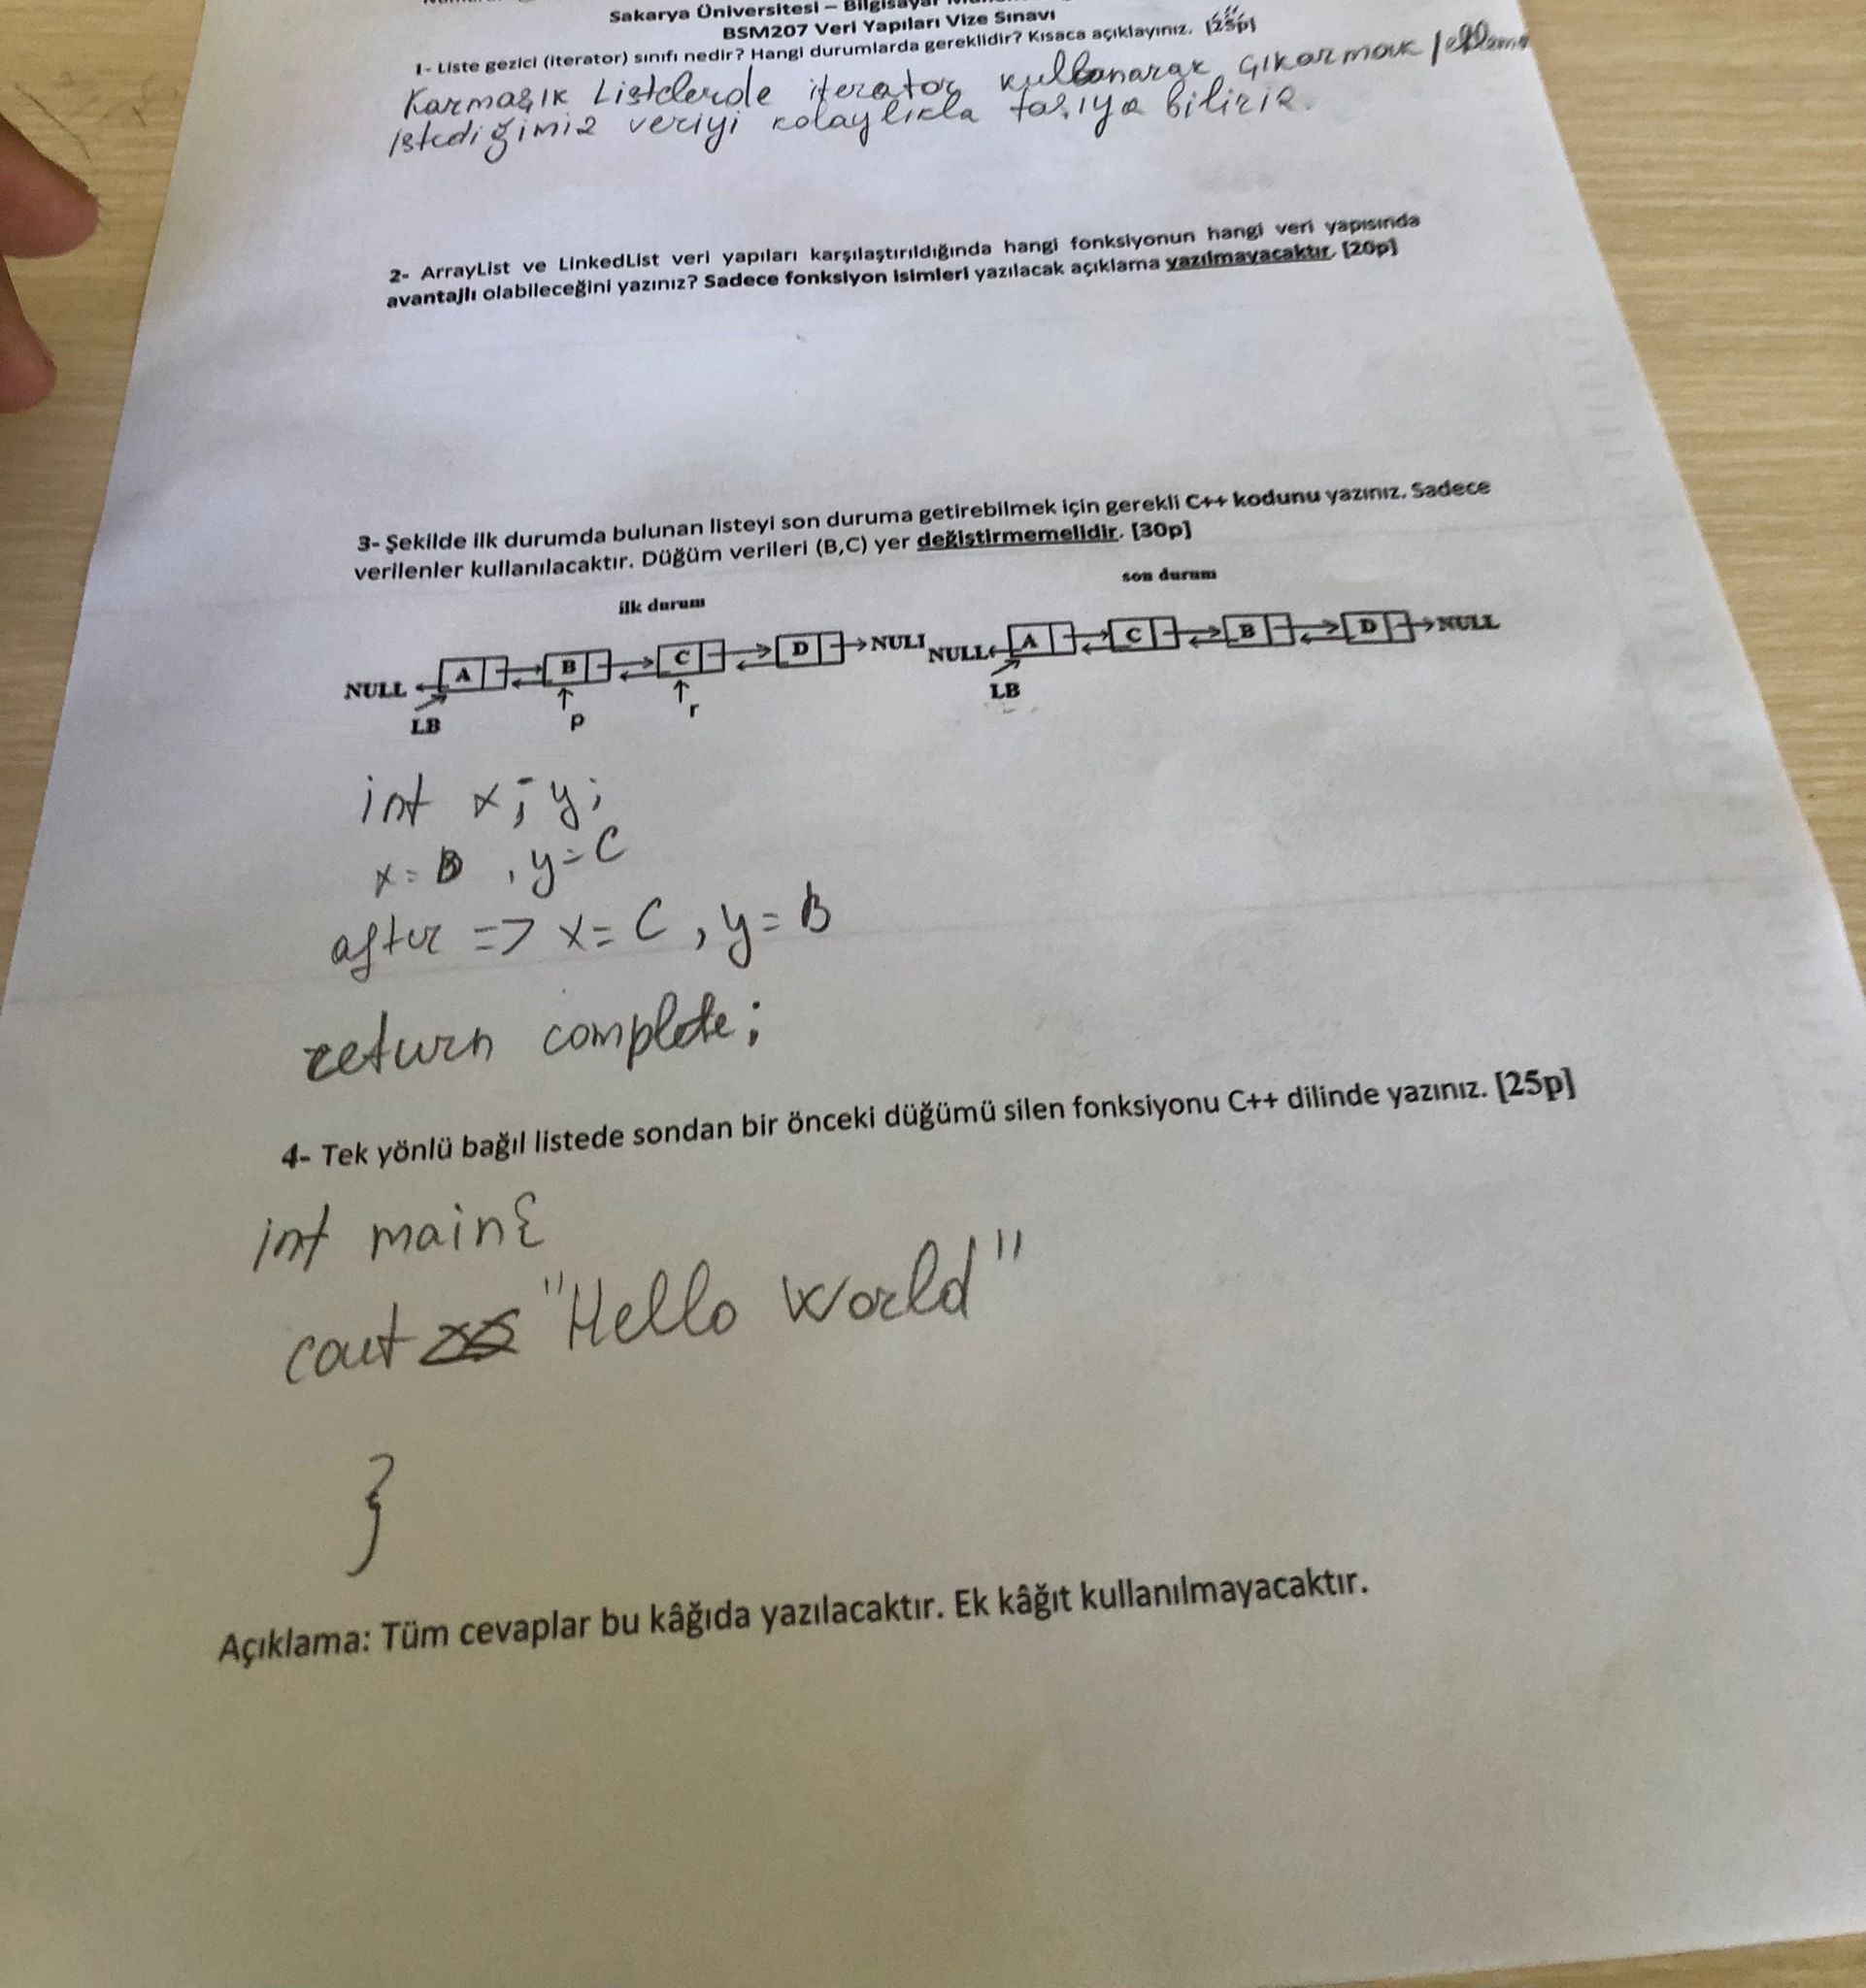 Sakarya Üniversitesi – Bilgisayar
BSM207 Veri Yapıları Vize Sınavı
1- Liste gezici (iterator) sınıfı nedir? Hangi durumlarda gereklidir? Kısaca açıklayınız. [25p]
Karmaşık Listelerde iterator kullanarak çıkarmak
istediğimiz veriyi kolaylıkla taşıya biliriz.
2- ArrayList ve LinkedList veri yapıları karşılaştırıldığında hangi fonksiyonun hangi veri yapısında
avantajlı olabileceğini yazınız? Sadece fonksiyon isimleri yazılacak açıklama yazılmayacaktır. [20p]
3- Şekilde ilk durumda bulunan listeyi son duruma getirebilmek için gerekli C++ kodunu yazınız. Sadece
verilenler kullanılacaktır. Düğüm verileri (B,C) yer değiştirmemelidir. [30p]
ilk durum
NULL A B C D NULL
LB p r
son durum
NULL A C B D NULL
LB
int x; y;
x = B , y = C
after => x = C , y = B
return complete;
4- Tek yönlü bağıl listede sondan bir önceki düğümü silen fonksiyonu C++ dilinde yazınız. [25p]
int main{
cout "Hello World"
}
Açıklama: Tüm cevaplar bu kâğıda yazılacaktır. Ek kâğıt kullanılmayacaktır.